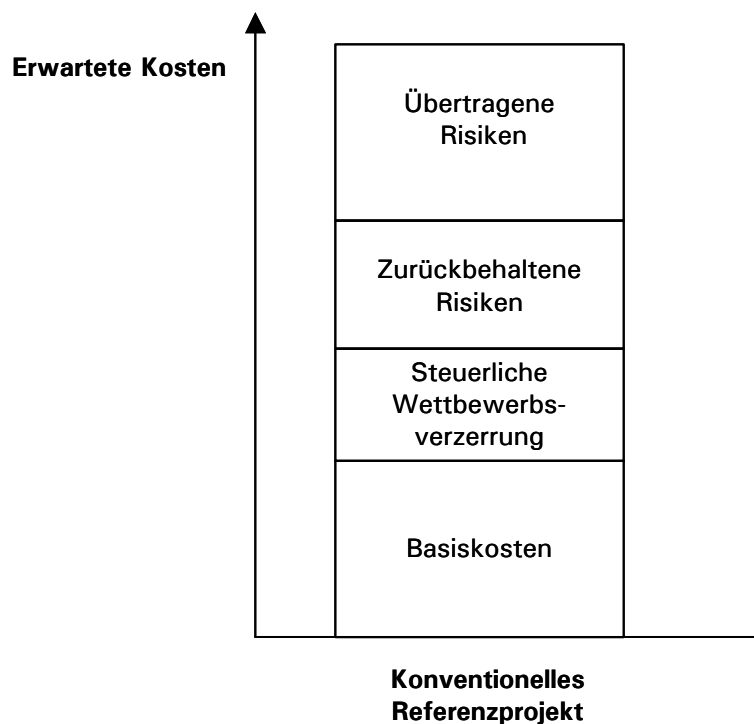 Erwartete Kosten
Übertragene
Risiken
Zurückbehaltene
Risiken
Steuerliche
Wettbewerbs-
verzerrung
Basiskosten
Konventionelles
Referenzprojekt